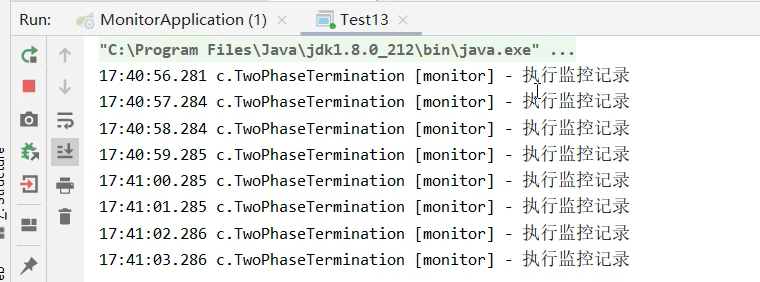 Run: MonitorApplication (1) × Test13 ×
"C:\Program Files\Java\jdk1.8.0_212\bin\java.exe" ...
17:40:56.281 c.TwoPhaseTermination [monitor] - 执行监控记录
17:40:57.284 c.TwoPhaseTermination [monitor] - 执行监控记录
17:40:58.284 c.TwoPhaseTermination [monitor] - 执行监控记录
17:40:59.285 c.TwoPhaseTermination [monitor] - 执行监控记录
17:41:00.285 c.TwoPhaseTermination [monitor] - 执行监控记录
17:41:01.285 c.TwoPhaseTermination [monitor] - 执行监控记录
17:41:02.286 c.TwoPhaseTermination [monitor] - 执行监控记录
17:41:03.286 c.TwoPhaseTermination [monitor] - 执行监控记录
Z: Structure